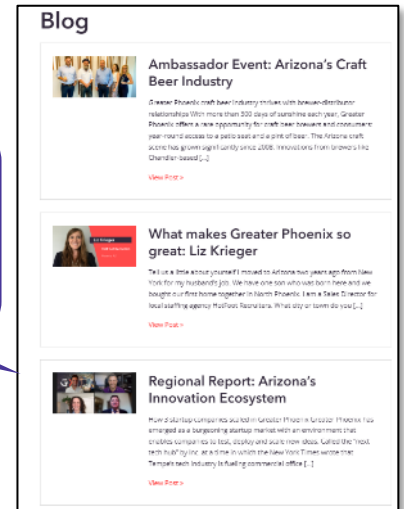 Blog
Ambassador Event: Arizona's Craft
Beer Industry
Greater Phoenix craft beer industry thrives with brewer-distributor
relationships With more than 300 days of sunshine each year, Greater
Phoenix offers a rare opportunity for craft beer brewers and consumers:
year-round access to a patio seat and a pint of beer. The Arizona craft
scene has grown significantly since 2008. Innovations from brewers like
Chandler-based [...]
View Post »
Liz Krieger
What makes Greater Phoenix so
great: Liz Krieger
Tell us a little about yourself I moved to Arizona two years ago from New
York for my husband's job. We have one son who was born here and we
bought our first home together in North Phoenix. I am a Sales Director for
local staffing agency HotFoot Recruiters. What city or town do you [...]
View Post »
Regional Report: Arizona's
Innovation Ecosystem
How 3 startup companies scaled in Greater Phoenix Greater Phoenix has
emerged as a burgeoning startup market with an environment that
enables companies to test, deploy and scale new ideas. Called the "next
tech hub" by Inc. at a time in which the New York Times wrote that
Tempe's tech industry is fueling commercial office [...]
View Post »